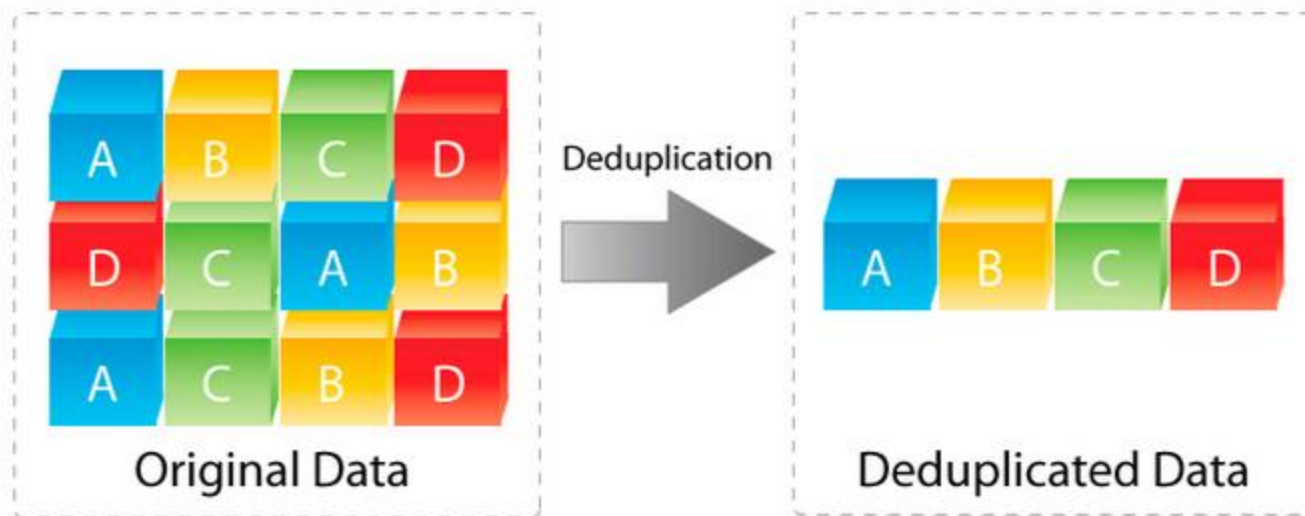 A B C D
D C A B
A C B D
Original Data
Deduplication
A B C D
Deduplicated Data